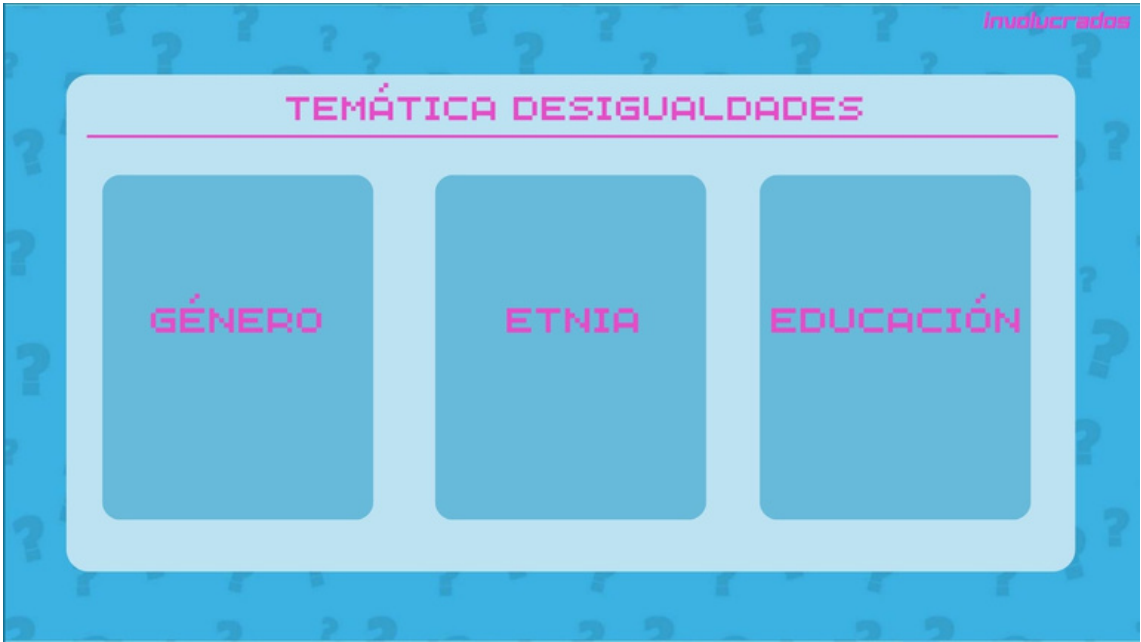 involucrados
TEMÁTICA DESIGUALDADES
GÉNERO
ETNIA
EDUCACIÓN